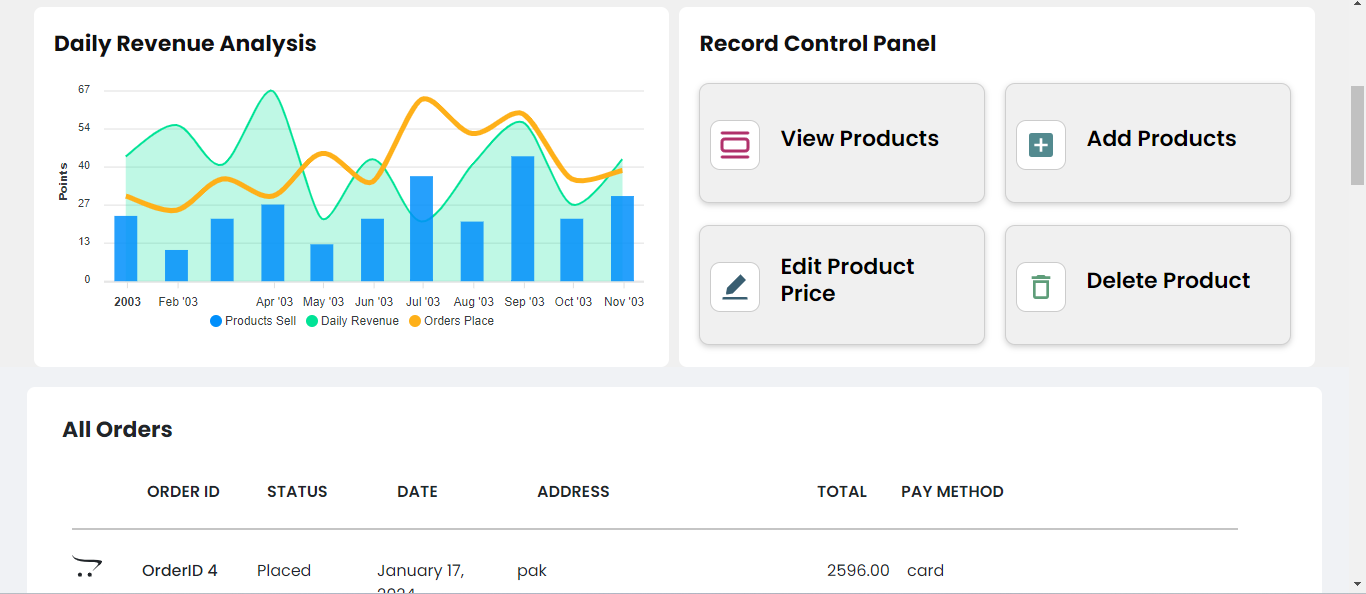 Daily Revenue Analysis
67
54
40
27
13
0
Points
2003 Feb '03 Apr '03 May '03 Jun '03 Jul '03 Aug '03 Sep '03 Oct '03 Nov '03
Products Sell Daily Revenue Orders Place
Record Control Panel
View Products
Add Products
Edit Product
Price
Delete Product
All Orders
ORDER ID STATUS DATE ADDRESS TOTAL PAY METHOD
OrderID 4 Placed January 17, pak 2596.00 card
2024